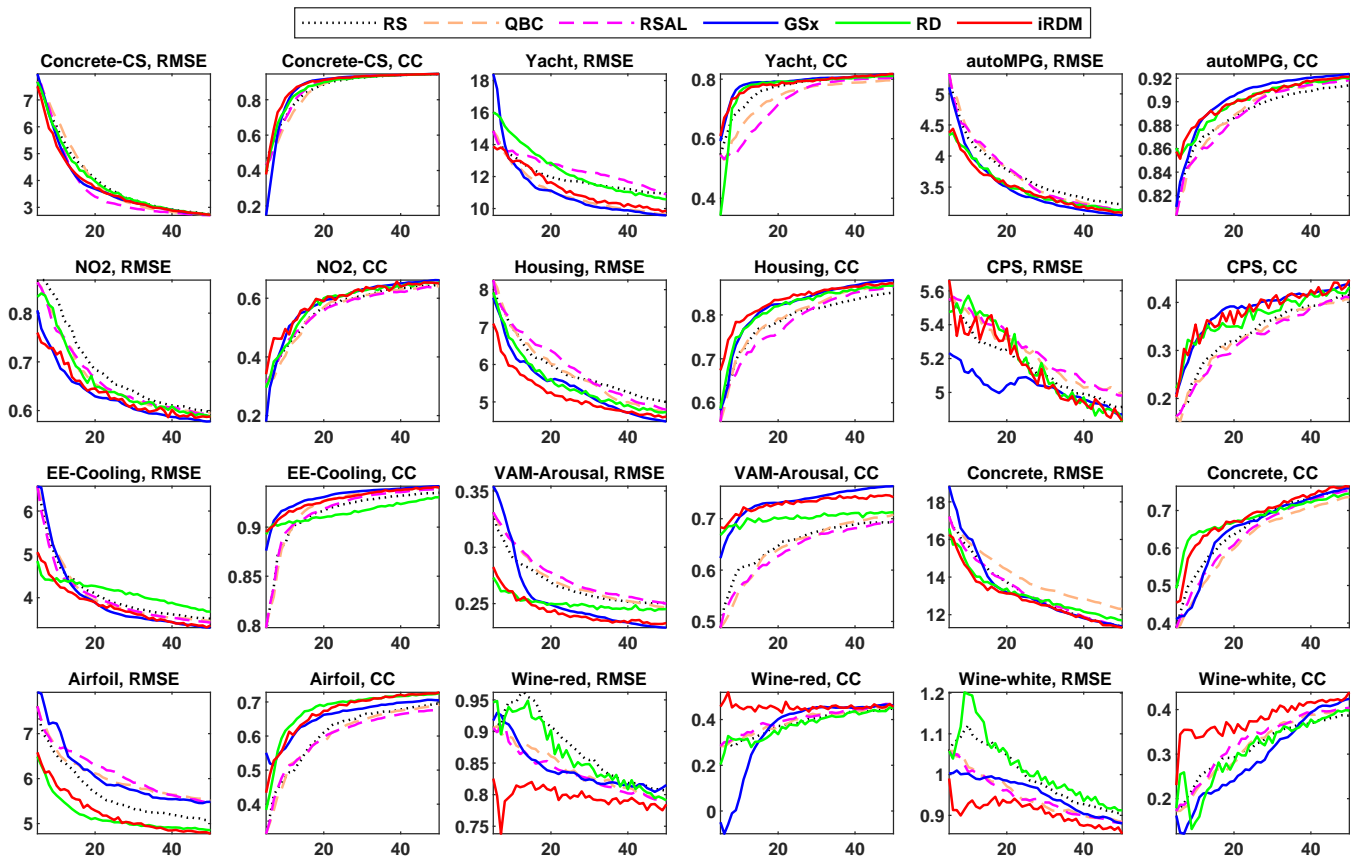 RS QBC RSAL GSx RD iRDM
Concrete-CS, RMSE Concrete-CS, CC Yacht, RMSE Yacht, CC autoMPG, RMSE autoMPG, CC
7 6 5 4 3 20 40
0.8 0.6 0.4 0.2 20 40
18 16 14 12 10 20 40
0.8 0.6 0.4 20 40
5 4.5 4 3.5 20 40
0.92 0.9 0.88 0.86 0.84 0.82 20 40
NO2, RMSE NO2, CC Housing, RMSE Housing, CC CPS, RMSE CPS, CC
0.8 0.7 0.6 20 40
0.6 0.4 0.2 20 40
8 7 6 5 20 40
0.8 0.7 0.6 20 40
5.6 5.4 5.2 5 20 40
0.4 0.3 0.2 20 40
EE-Cooling, RMSE EE-Cooling, CC VAM-Arousal, RMSE VAM-Arousal, CC Concrete, RMSE Concrete, CC
6 5 4 20 40
0.9 0.85 0.8 20 40
0.35 0.3 0.25 20 40
0.7 0.6 0.5 20 40
18 16 14 12 20 40
0.7 0.6 0.5 0.4 20 40
Airfoil, RMSE Airfoil, CC Wine-red, RMSE Wine-red, CC Wine-white, RMSE Wine-white, CC
7 6 5 20 40
0.7 0.6 0.5 0.4 20 40
0.95 0.9 0.85 0.8 0.75 20 40
0.4 0.2 0 20 40
1.2 1.1 1 0.9 20 40
0.4 0.3 0.2 20 40